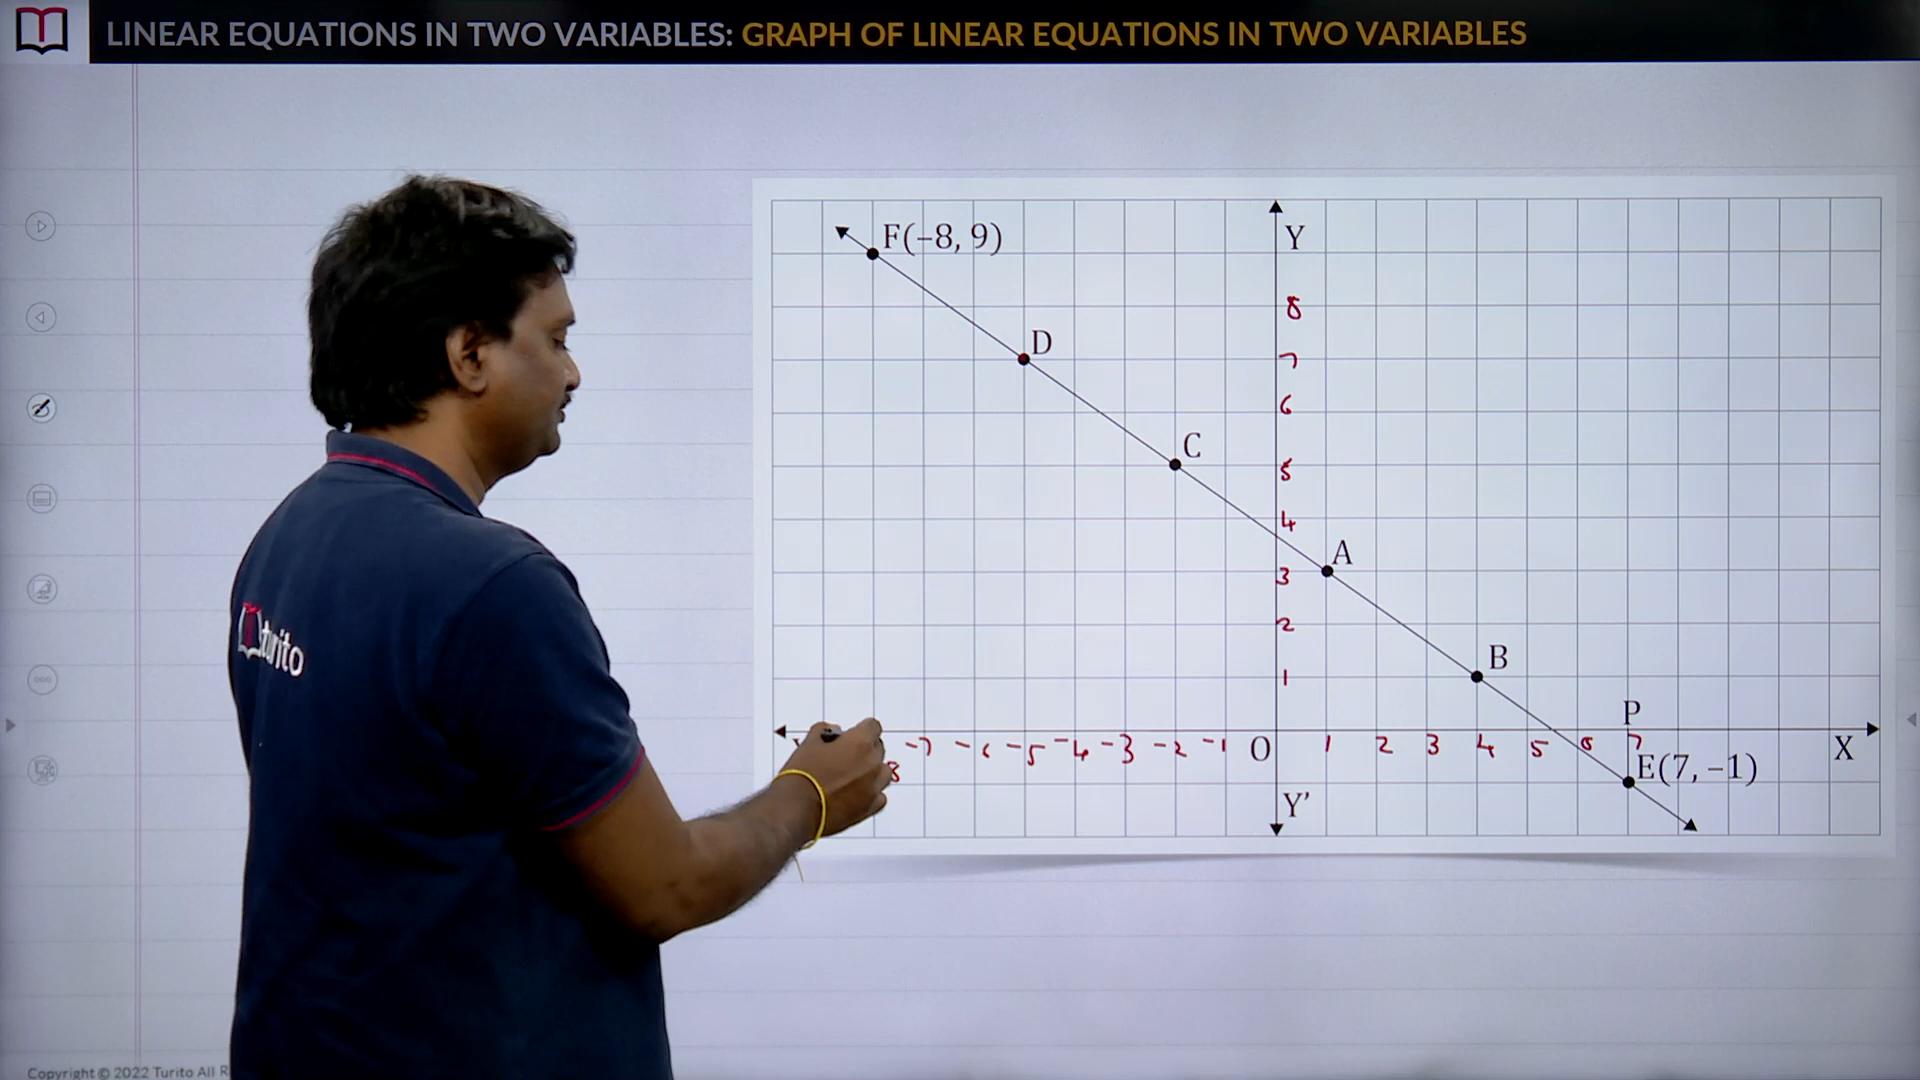 LINEAR EQUATIONS IN TWO VARIABLES: GRAPH OF LINEAR EQUATIONS IN TWO VARIABLES
F(−8, 9)
Y
8
D
7
6
C
5
4
A
3
2
B
1
P
-7 -6 -5 -4 -3 -2 -1 O 1 2 3 4 5 6 7 X
8
E(7, −1)
Y'
turito
Copyright © 2022 Turito All R